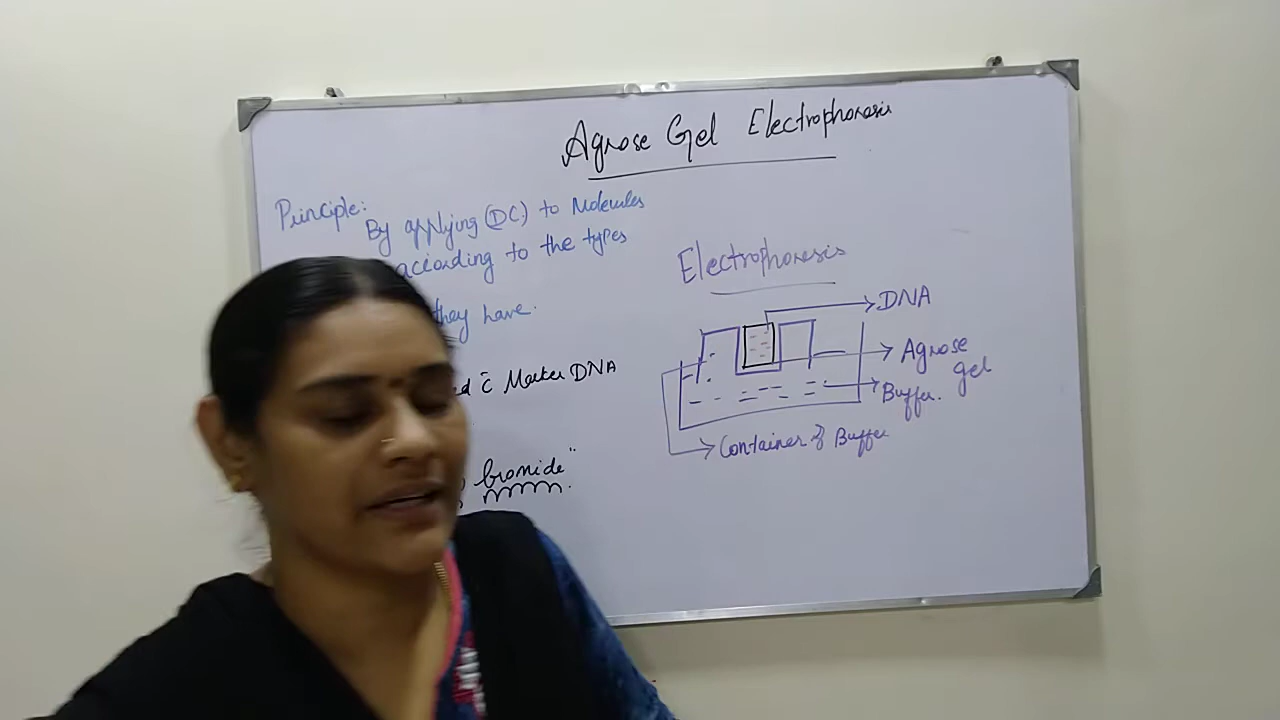 Agrose Gel Electrophoresis
Principle:
By applying (DC) to Molecules
according to the types
they have.
c̄ Marker DNA
bromide"
Electrophoresis
DNA
Agrose
gel
Buffer.
Container of Buffer